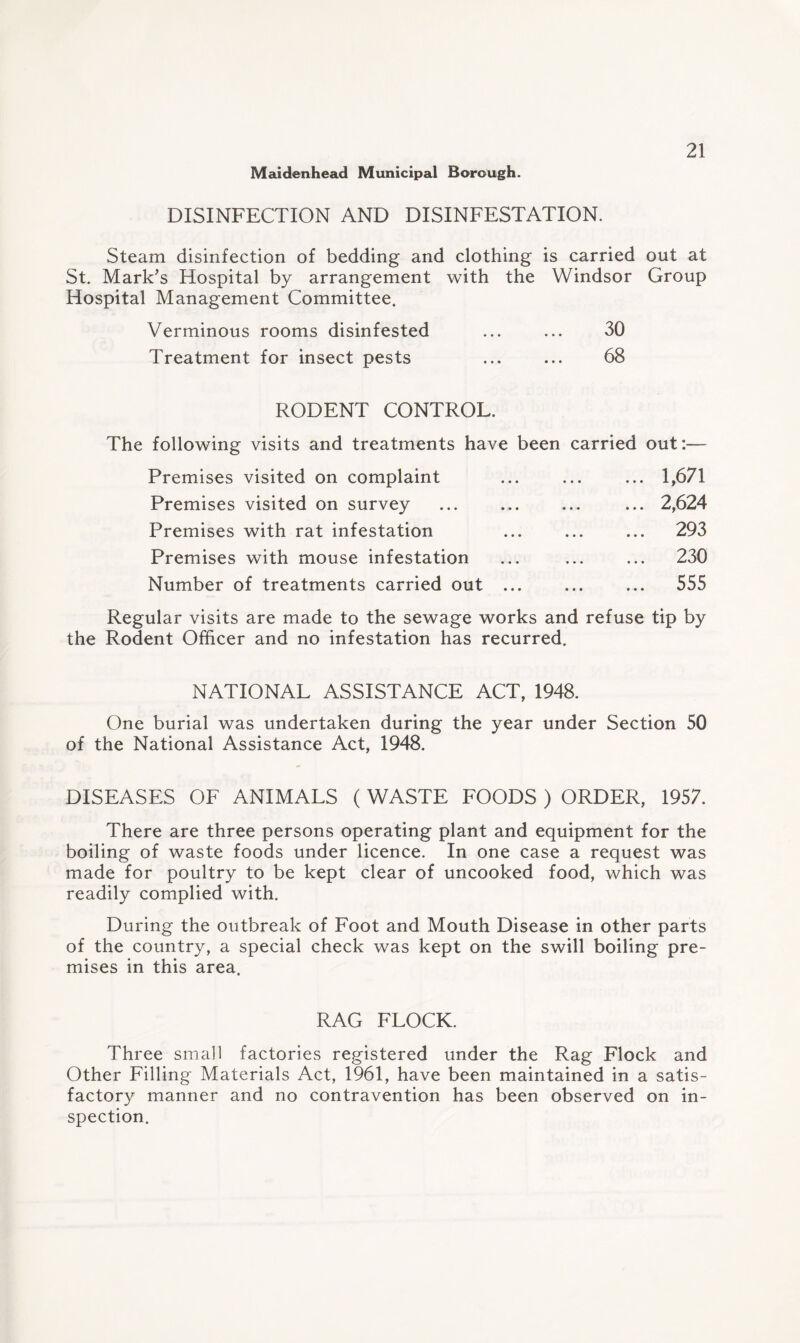 21
Maidenhead Municipal Borough.
DISINFECTION AND DISINFESTATION.
Steam disinfection of bedding and clothing is carried out at
St. Mark's Hospital by arrangement with the Windsor Group
Hospital Management Committee.
Verminous rooms disinfested ... ... 30
Treatment for insect pests ... ... 68
RODENT CONTROL.
The following visits and treatments have been carried out:—
Premises visited on complaint ... ... ... 1,671
Premises visited on survey ... ... ... ... 2,624
Premises with rat infestation ... ... ... 293
Premises with mouse infestation ... ... ... 230
Number of treatments carried out ... ... ... 555
Regular visits are made to the sewage works and refuse tip by
the Rodent Officer and no infestation has recurred.
NATIONAL ASSISTANCE ACT, 1948.
One burial was undertaken during the year under Section 50
of the National Assistance Act, 1948.
DISEASES OF ANIMALS ( WASTE FOODS ) ORDER, 1957.
There are three persons operating plant and equipment for the
boiling of waste foods under licence. In one case a request was
made for poultry to be kept clear of uncooked food, which was
readily complied with.
During the outbreak of Foot and Mouth Disease in other parts
of the country, a special check was kept on the swill boiling pre-
mises in this area.
RAG FLOCK.
Three small factories registered under the Rag Flock and
Other Filling Materials Act, 1961, have been maintained in a satis-
factory manner and no contravention has been observed on in-
spection.